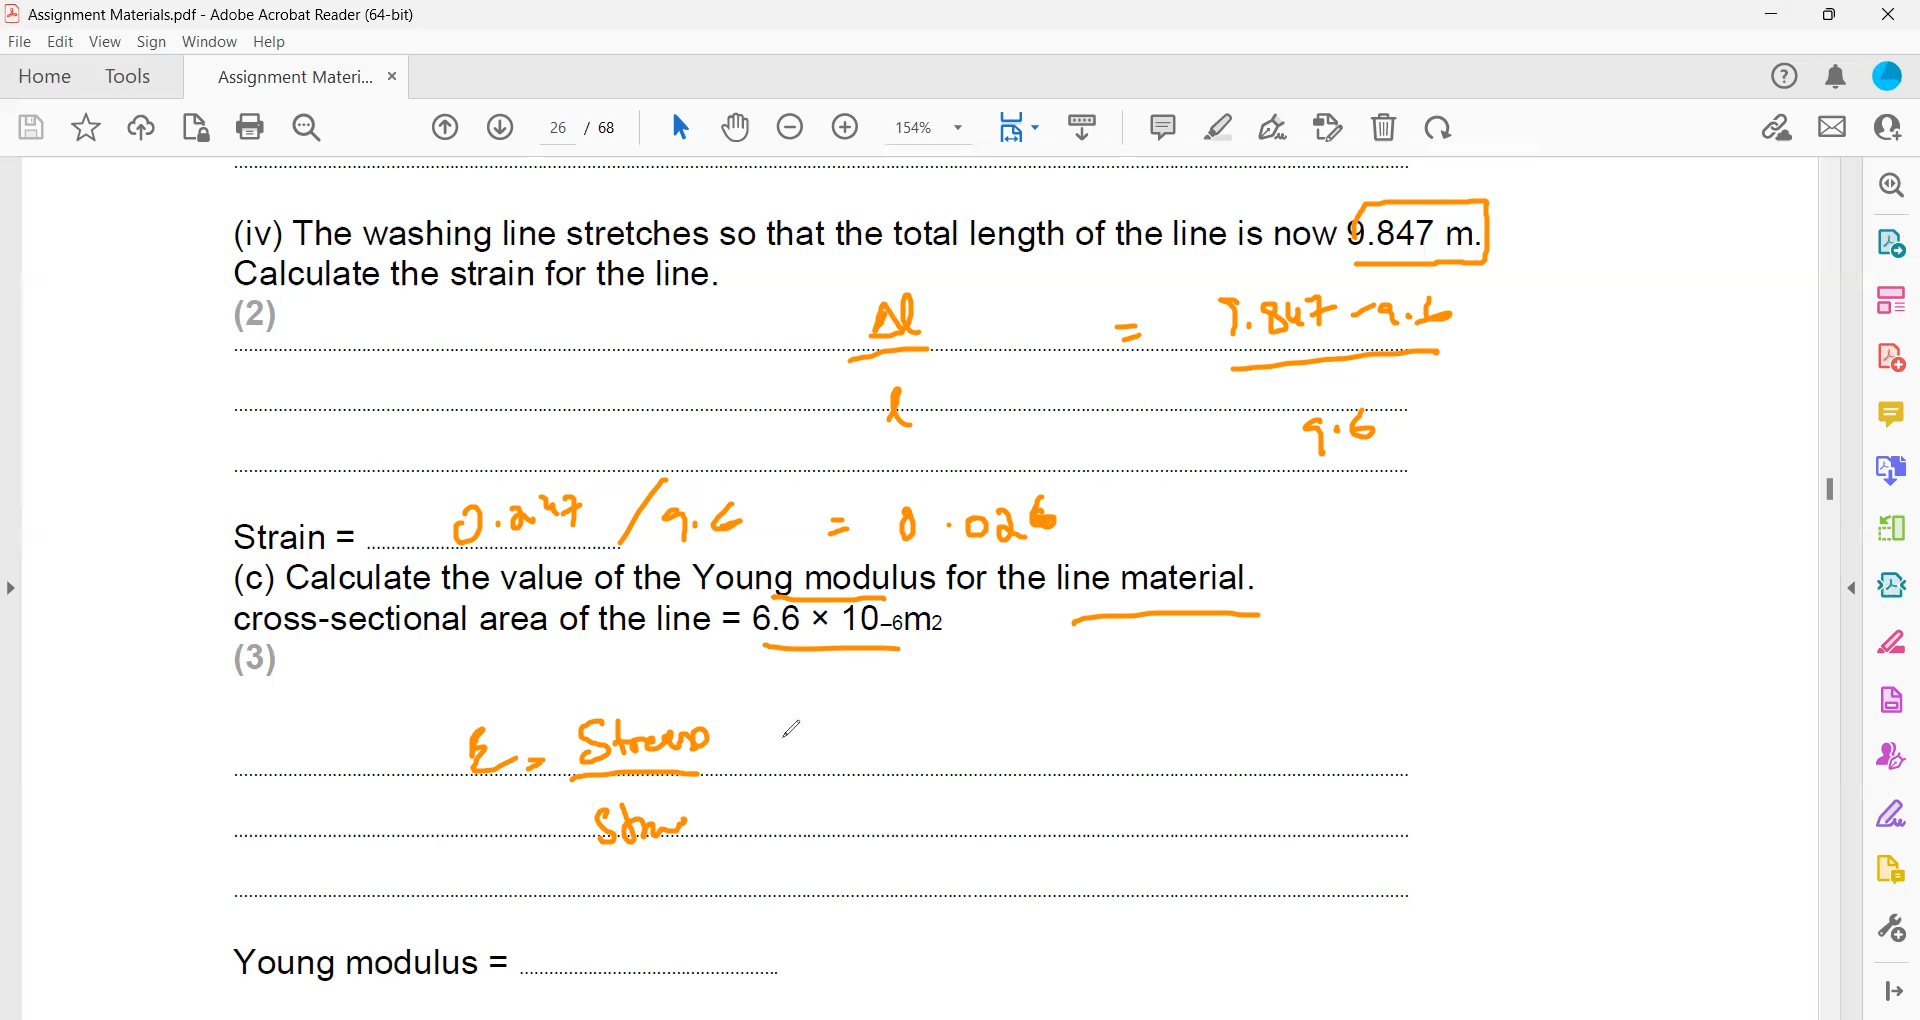 Assignment Materials.pdf - Adobe Acrobat Reader (64-bit)
File Edit View Sign Window Help
Home Tools Assignment Materi... ×
26 / 68 154%
(iv) The washing line stretches so that the total length of the line is now 9.847 m.
Calculate the strain for the line.
(2)
Δl = 9.847 - 9.6
l 9.6
Strain = 0.247 / 9.6 = 0.026
(c) Calculate the value of the Young modulus for the line material.
cross-sectional area of the line = 6.6 × 10–6m2
(3)
E = Stress
Young modulus =